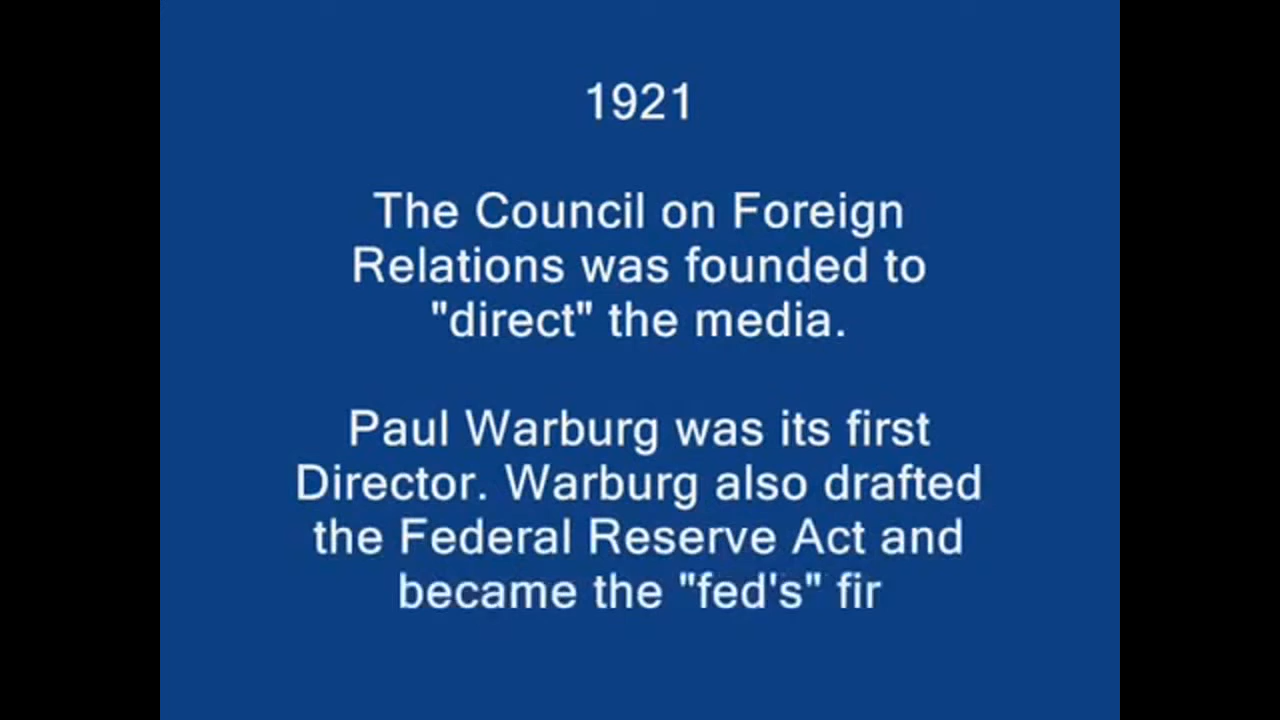 1921
The Council on Foreign
Relations was founded to
"direct" the media.
Paul Warburg was its first
Director. Warburg also drafted
the Federal Reserve Act and
became the "fed's" fir